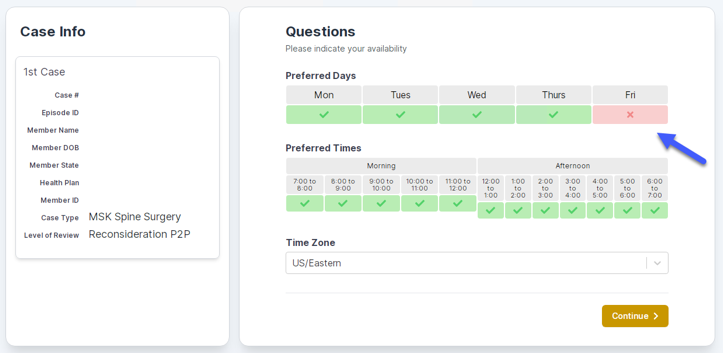 Case Info
1st Case
Case #
Episode ID
Member Name
Member DOB
Member State
Health Plan
Member ID
Case Type MSK Spine Surgery
Level of Review Reconsideration P2P
Questions
Please indicate your availability
Preferred Days
Mon Tues Wed Thurs Fri
Preferred Times
Morning Afternoon
7:00 to 8:00 8:00 to 9:00 9:00 to 10:00 10:00 to 11:00 11:00 to 12:00 12:00 to 1:00 1:00 to 2:00 2:00 to 3:00 3:00 to 4:00 4:00 to 5:00 5:00 to 6:00 6:00 to 7:00
Time Zone
US/Eastern
Continue